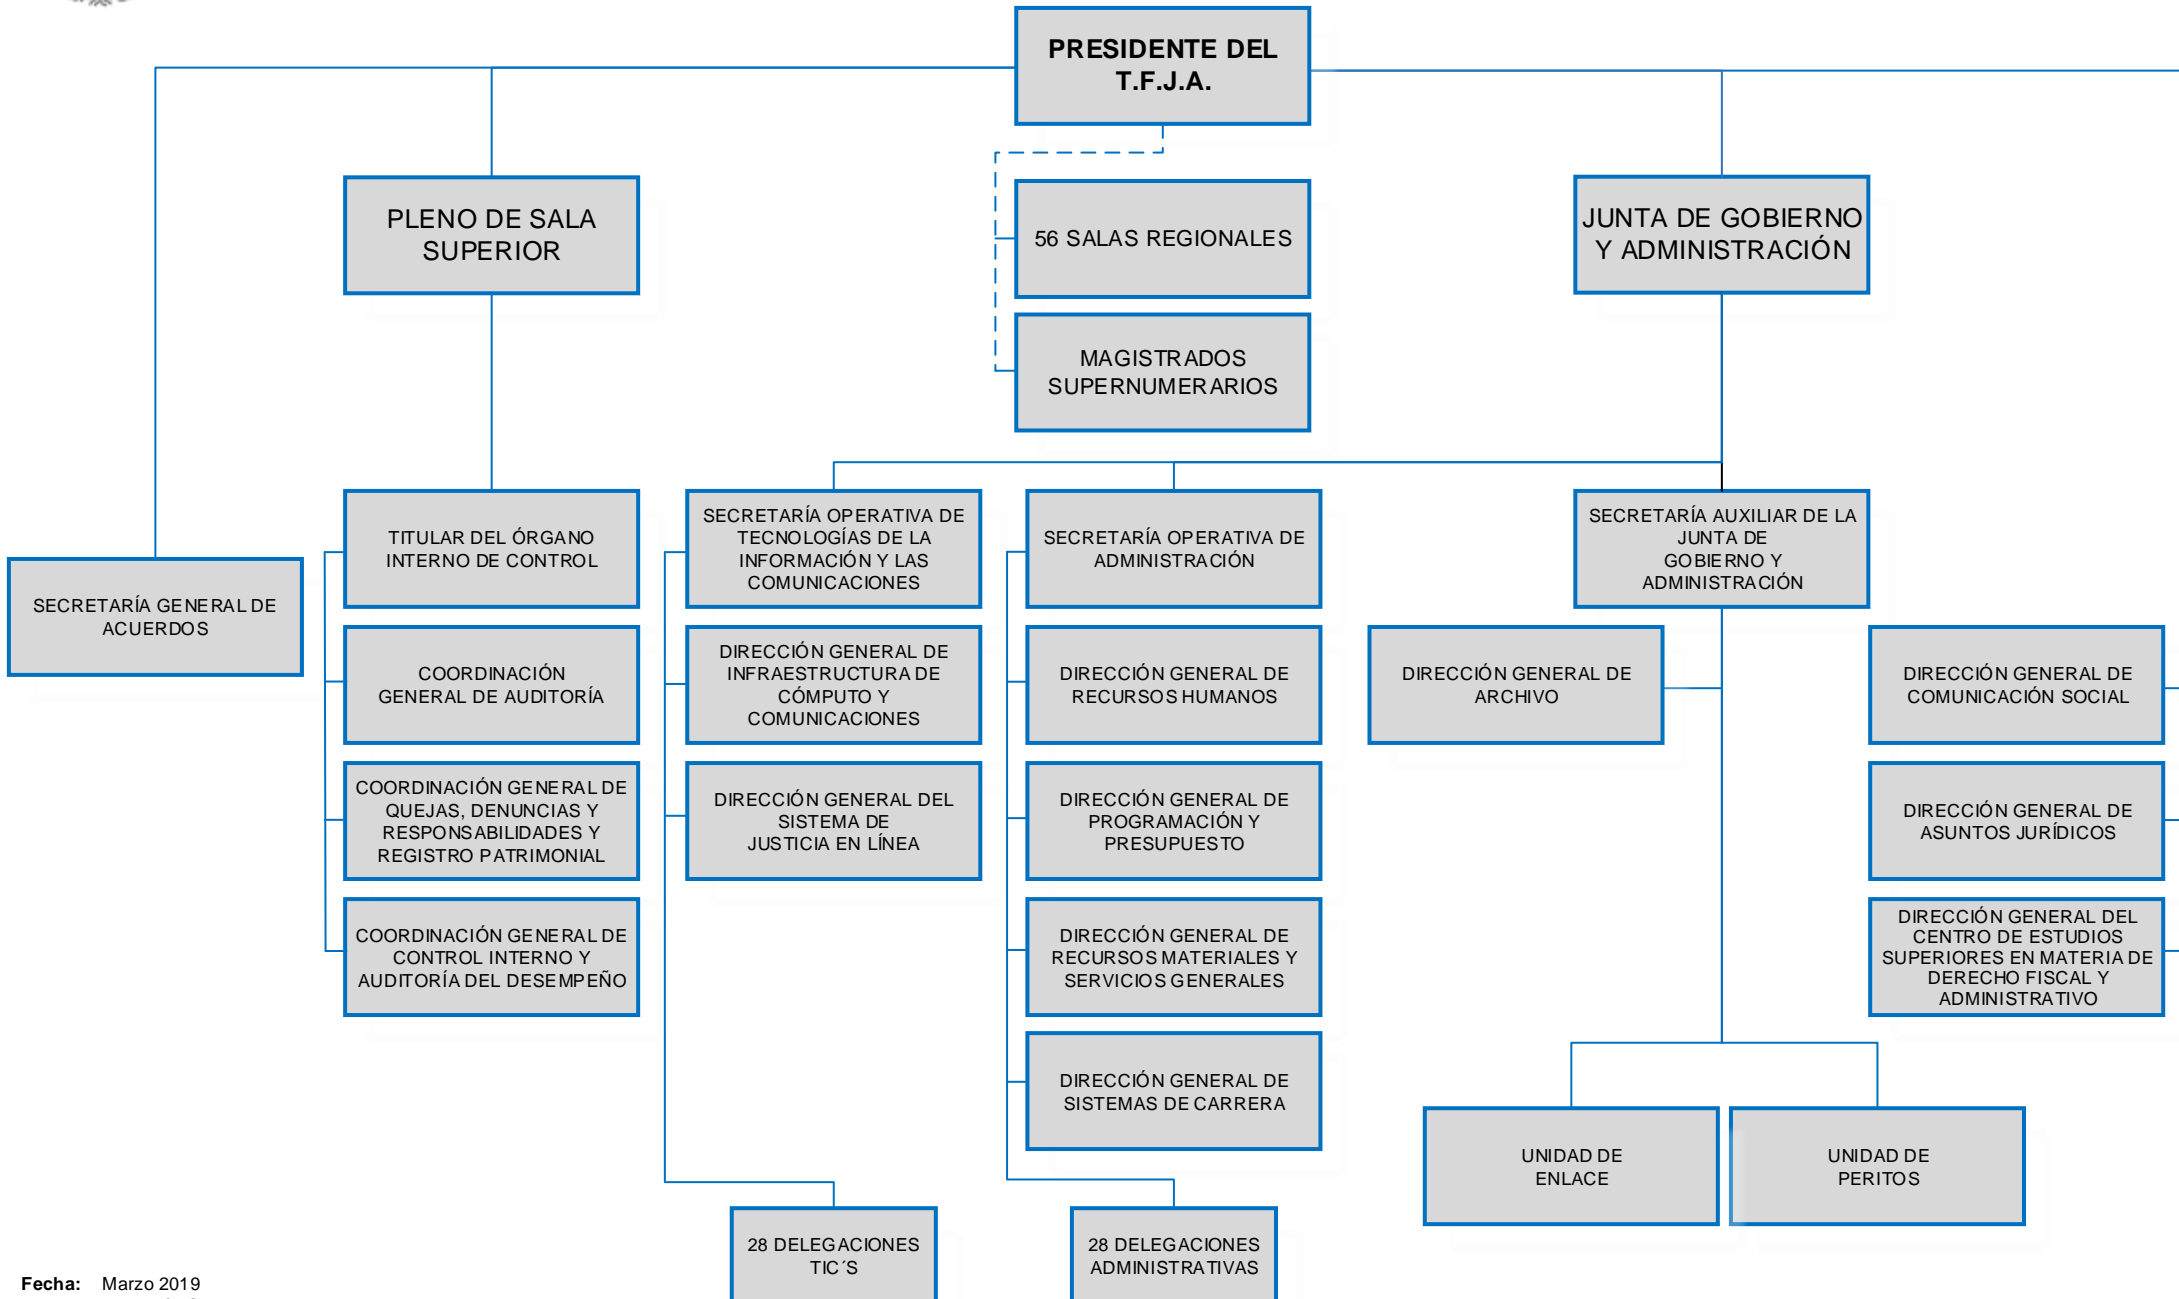 PRESIDENTE DEL
T.F.J.A.
PLENO DE SALA
SUPERIOR
56 SALAS REGIONALES
JUNTA DE GOBIERNO
Y ADMINISTRACIÓN
MAGISTRADOS
SUPERNUMERARIOS
SECRETARÍA GENERAL DE
ACUERDOS
TITULAR DEL ÓRGANO
INTERNO DE CONTROL
SECRETARÍA OPERATIVA DE
TECNOLOGÍAS DE LA
INFORMACIÓN Y LAS
COMUNICACIONES
SECRETARÍA OPERATIVA DE
ADMINISTRACIÓN
SECRETARÍA AUXILIAR DE LA
JUNTA DE
GOBIERNO Y
ADMINISTRACIÓN
COORDINACIÓN
GENERAL DE AUDITORÍA
DIRECCIÓN GENERAL DE
INFRAESTRUCTURA DE
CÓMPUTO Y
COMUNICACIONES
DIRECCIÓN GENERAL DE
RECURSOS HUMANOS
DIRECCIÓN GENERAL DE
ARCHIVO
DIRECCIÓN GENERAL DE
COMUNICACIÓN SOCIAL
COORDINACIÓN GENERAL DE
QUEJAS, DENUNCIAS Y
RESPONSABILIDADES Y
REGISTRO PATRIMONIAL
DIRECCIÓN GENERAL DEL
SISTEMA DE
JUSTICIA EN LÍNEA
DIRECCIÓN GENERAL DE
PROGRAMACIÓN Y
PRESUPUESTO
DIRECCIÓN GENERAL DE
ASUNTOS JURÍDICOS
COORDINACIÓN GENERAL DE
CONTROL INTERNO Y
AUDITORÍA DEL DESEMPEÑO
DIRECCIÓN GENERAL DE
RECURSOS MATERIALES Y
SERVICIOS GENERALES
DIRECCIÓN GENERAL DEL
CENTRO DE ESTUDIOS
SUPERIORES EN MATERIA DE
DERECHO FISCAL Y
ADMINISTRATIVO
DIRECCIÓN GENERAL DE
SISTEMAS DE CARRERA
UNIDAD DE
ENLACE
UNIDAD DE
PERITOS
28 DELEGACIONES
TIC´S
28 DELEGACIONES
ADMINISTRATIVAS
Fecha: Marzo 2019